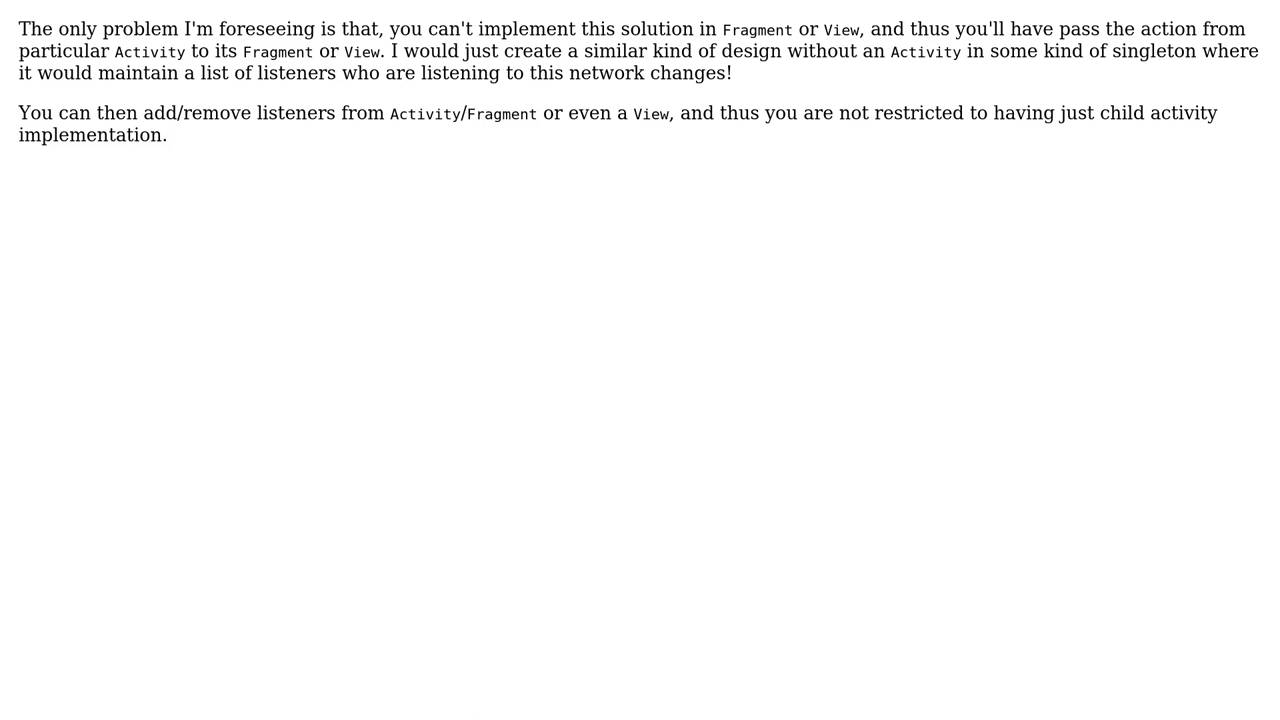 The only problem I'm foreseeing is that, you can't implement this solution in Fragment or View, and thus you'll have pass the action from
particular Activity to its Fragment or View. I would just create a similar kind of design without an Activity in some kind of singleton where
it would maintain a list of listeners who are listening to this network changes!
You can then add/remove listeners from Activity/Fragment or even a View, and thus you are not restricted to having just child activity
implementation.